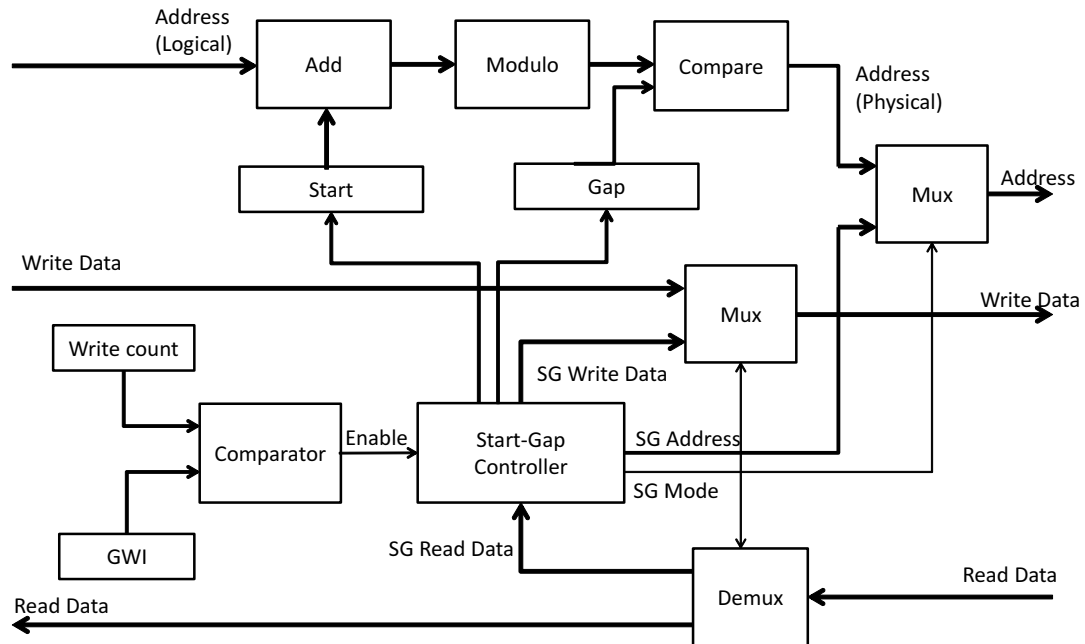 Address
(Logical)
Add
Modulo
Compare
Address
(Physical)
Start
Gap
Mux
Address
Write Data
Mux
Write Data
Write count
SG Write Data
Comparator
Enable
Start-Gap
Controller
SG Address
SG Mode
GWI
SG Read Data
Demux
Read Data
Read Data